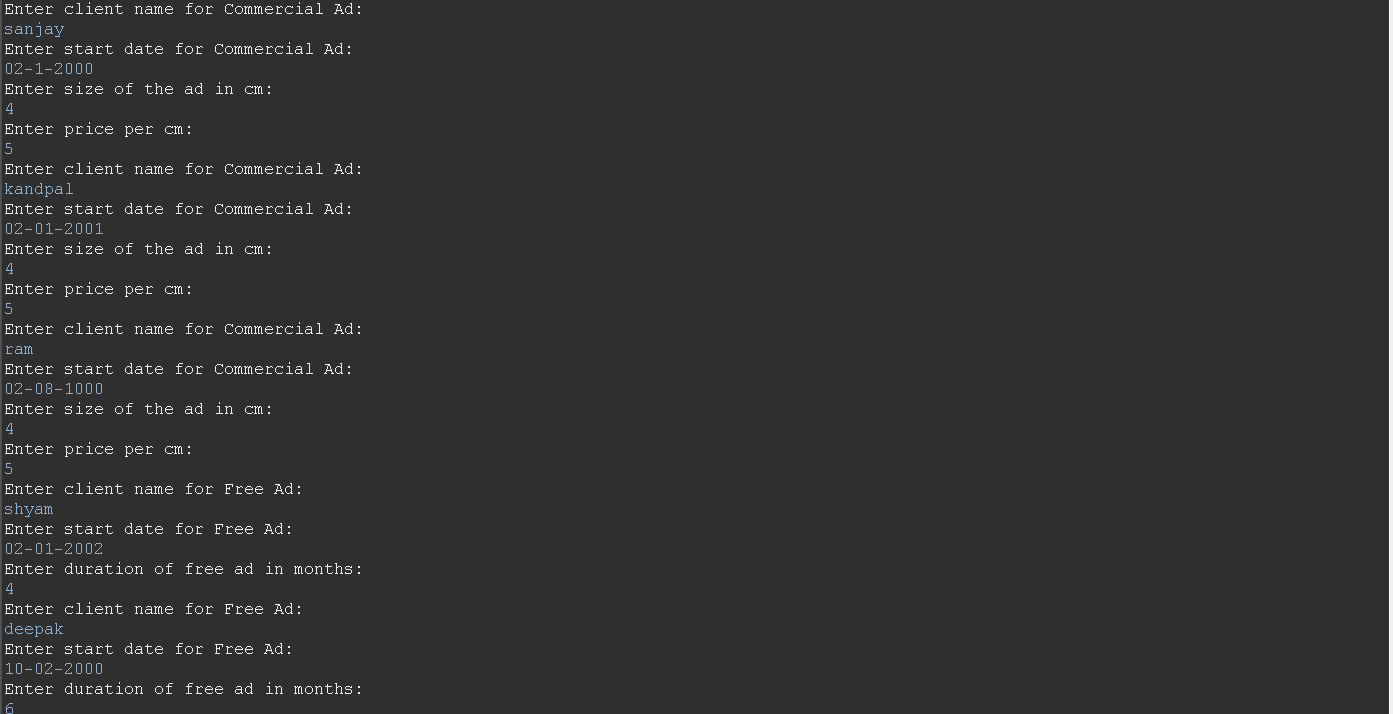 Enter client name for Commercial Ad:
sanjay
Enter start date for Commercial Ad:
02-1-2000
Enter size of the ad in cm:
4
Enter price per cm:
5
Enter client name for Commercial Ad:
kandpal
Enter start date for Commercial Ad:
02-01-2001
Enter size of the ad in cm:
4
Enter price per cm:
5
Enter client name for Commercial Ad:
ram
Enter start date for Commercial Ad:
02-08-1000
Enter size of the ad in cm:
4
Enter price per cm:
5
Enter client name for Free Ad:
shyam
Enter start date for Free Ad:
02-01-2002
Enter duration of free ad in months:
4
Enter client name for Free Ad:
deepak
Enter start date for Free Ad:
10-02-2000
Enter duration of free ad in months:
6